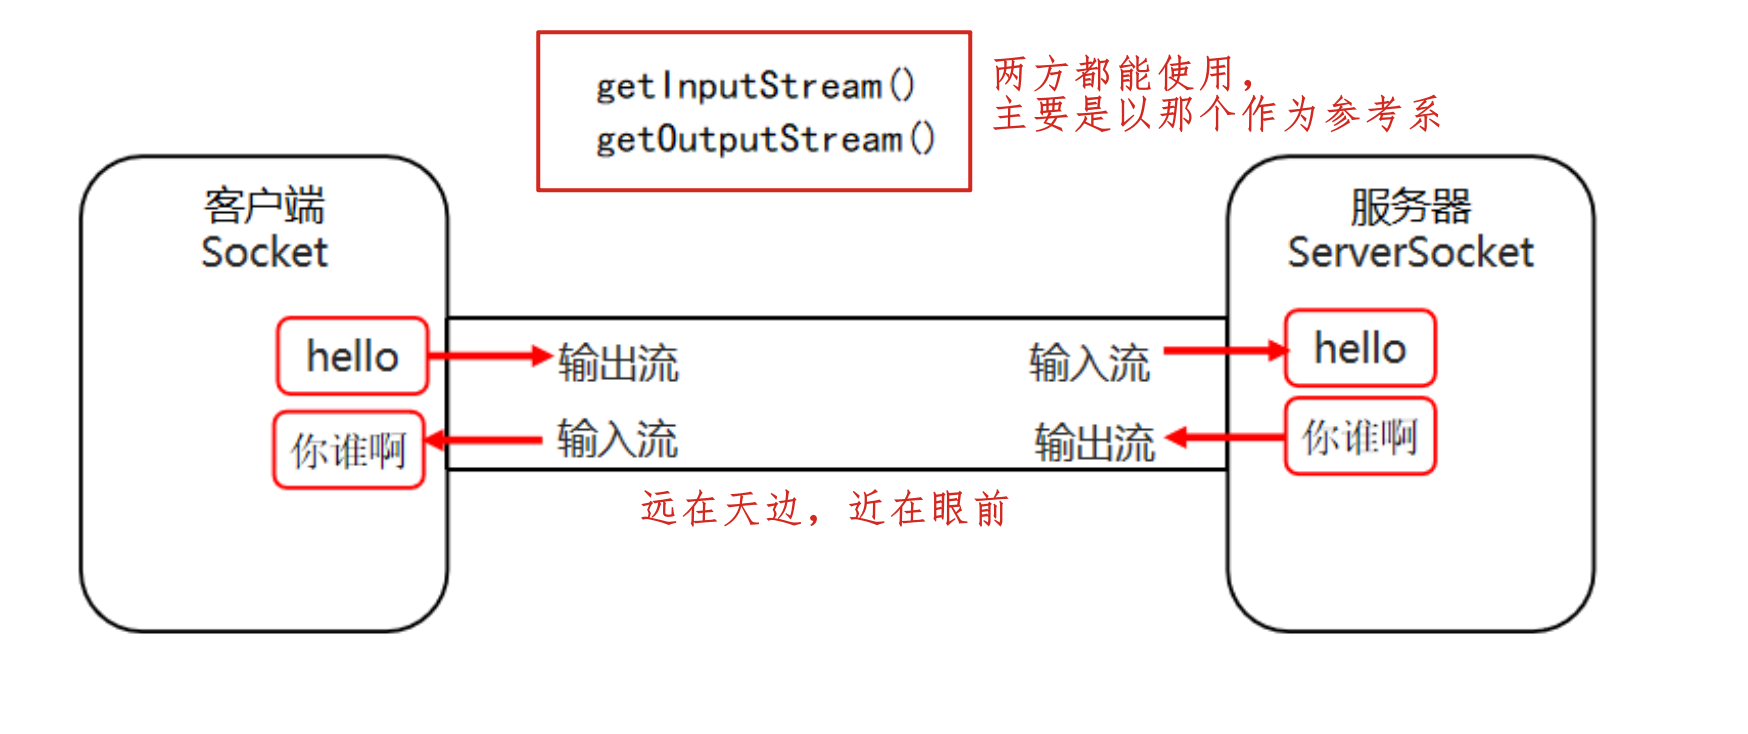 getInputStream()
getOutputStream()
两方都能使用，
主要是以那个作为参考系
客户端
Socket
服务器
ServerSocket
hello
输出流
输入流
hello
你谁啊
输入流
输出流
你谁啊
远在天边，近在眼前